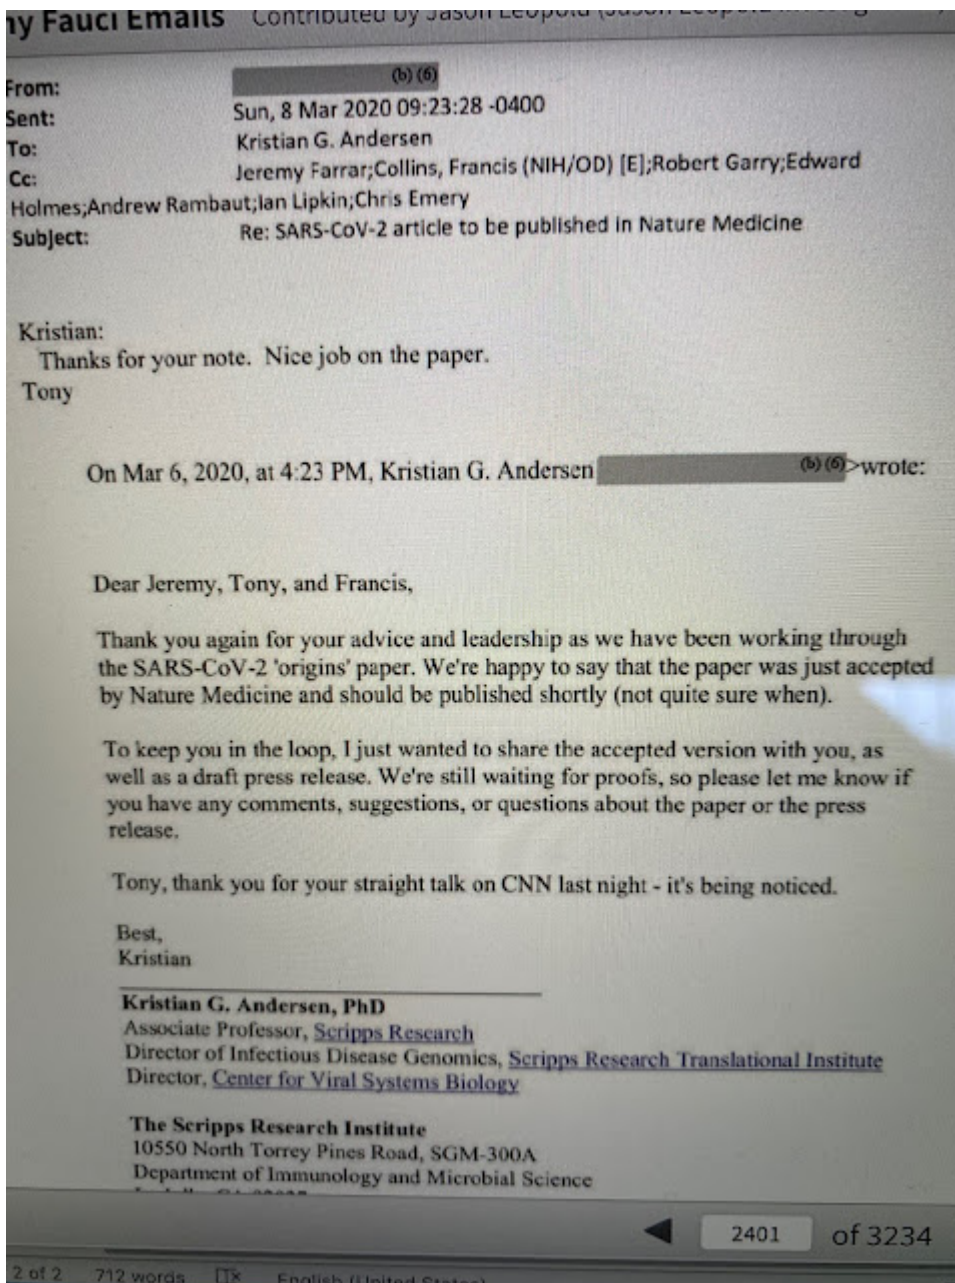 ny Fauci Emails Contributed by Jason Leopold
From: (b) (6)
Sent: Sun, 8 Mar 2020 09:23:28 -0400
To: Kristian G. Andersen
Cc: Jeremy Farrar;Collins, Francis (NIH/OD) [E];Robert Garry;Edward
Holmes;Andrew Rambaut;Ian Lipkin;Chris Emery
Subject: Re: SARS-CoV-2 article to be published in Nature Medicine
Kristian:
Thanks for your note. Nice job on the paper.
Tony
On Mar 6, 2020, at 4:23 PM, Kristian G. Andersen (b) (6)>wrote:
Dear Jeremy, Tony, and Francis,
Thank you again for your advice and leadership as we have been working through
the SARS-CoV-2 'origins' paper. We're happy to say that the paper was just accepted
by Nature Medicine and should be published shortly (not quite sure when).
To keep you in the loop, I just wanted to share the accepted version with you, as
well as a draft press release. We're still waiting for proofs, so please let me know if
you have any comments, suggestions, or questions about the paper or the press
release.
Tony, thank you for your straight talk on CNN last night - it's being noticed.
Best,
Kristian
Kristian G. Andersen, PhD
Associate Professor, Scripps Research
Director of Infectious Disease Genomics, Scripps Research Translational Institute
Director, Center for Viral Systems Biology
The Scripps Research Institute
10550 North Torrey Pines Road, SGM-300A
Department of Immunology and Microbial Science
2401 of 3234
2 of 2 712 words English (United States)